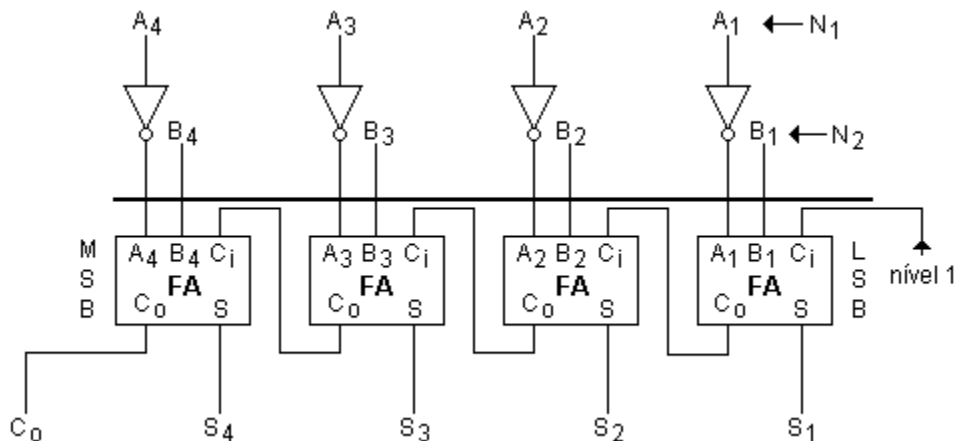 A4 A3 A2 A1 N1
B4 B3 B2 B1 N2
M S B
A4 B4 Ci
FA
Co S
A3 B3 Ci
FA
Co S
A2 B2 Ci
FA
Co S
A1 B1 Ci
FA
Co S
L S B
nível 1
Co S4 S3 S2 S1